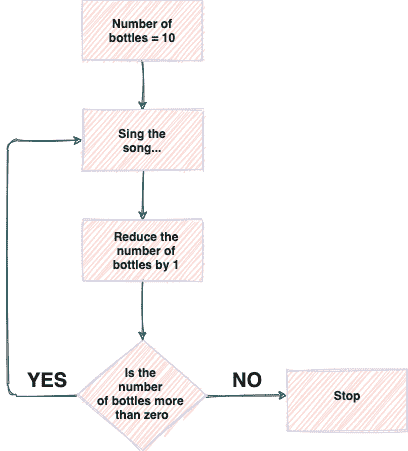 Number of
bottles = 10
Sing the
song...
Reduce the
number of
bottles by 1
Is the
number
of bottles more
than zero
YES
NO
Stop